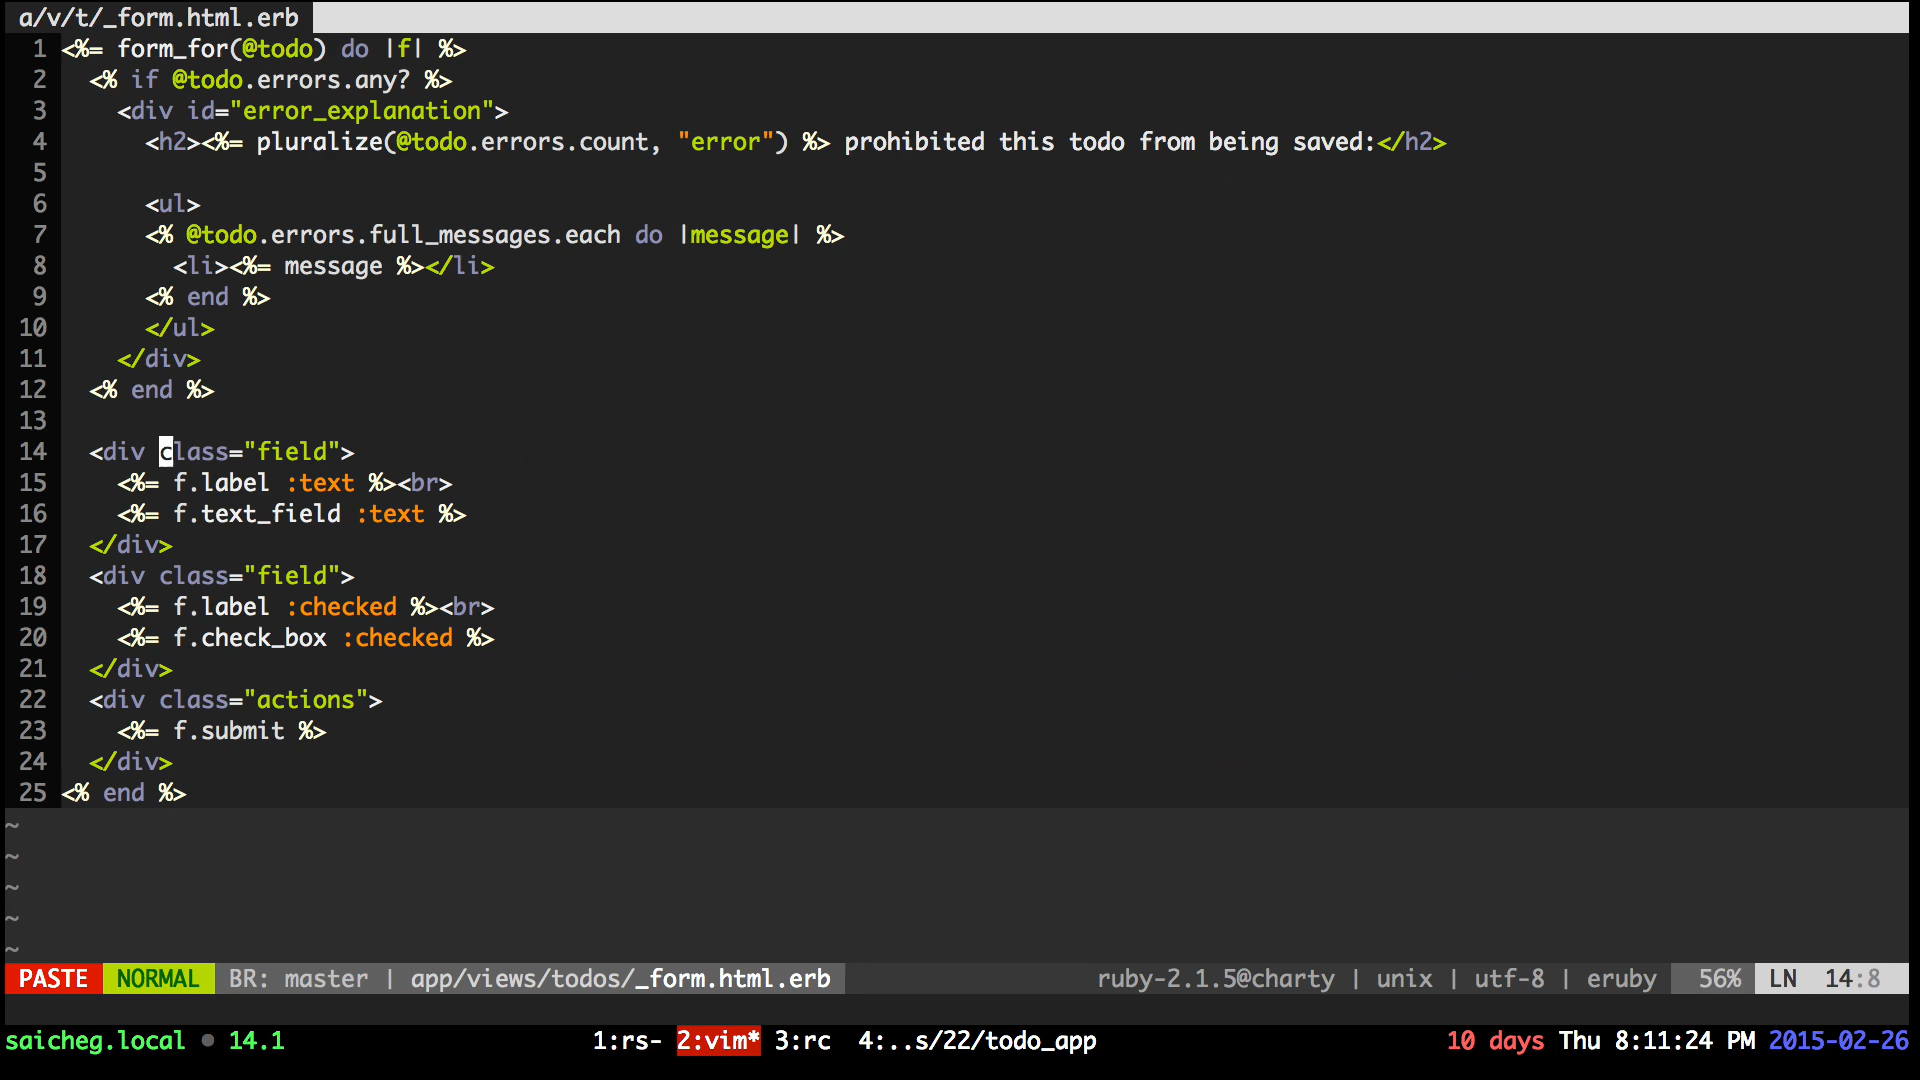 a/v/t/_form.html.erb
1 <%= form_for(@todo) do |f| %>
2   <% if @todo.errors.any? %>
3     <div id="error_explanation">
4       <h2><%= pluralize(@todo.errors.count, "error") %> prohibited this todo from being saved:</h2>
5
6       <ul>
7       <% @todo.errors.full_messages.each do |message| %>
8         <li><%= message %></li>
9       <% end %>
10       </ul>
11     </div>
12   <% end %>
13
14   <div class="field">
15     <%= f.label :text %><br>
16     <%= f.text_field :text %>
17   </div>
18   <div class="field">
19     <%= f.label :checked %><br>
20     <%= f.check_box :checked %>
21   </div>
22   <div class="actions">
23     <%= f.submit %>
24   </div>
25 <% end %>
~
~
~
~
~
PASTE NORMAL BR: master | app/views/todos/_form.html.erb ruby-2.1.5@charty | unix | utf-8 | eruby 56% LN 14:8
saicheg.local ● 14.1 1:rs- 2:vim* 3:rc 4:..s/22/todo_app 10 days Thu 8:11:24 PM 2015-02-26